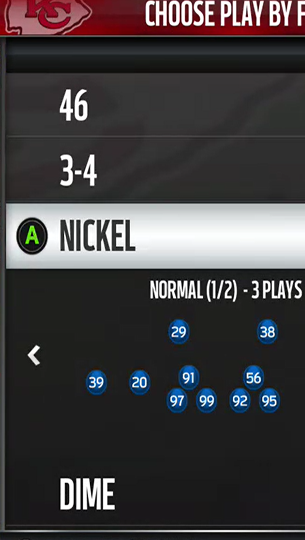 KC
CHOOSE PLAY BY F
46
3-4
A NICKEL
NORMAL (1/2) - 3 PLAYS
29 38
39 20 91 56
97 99 92 95
DIME